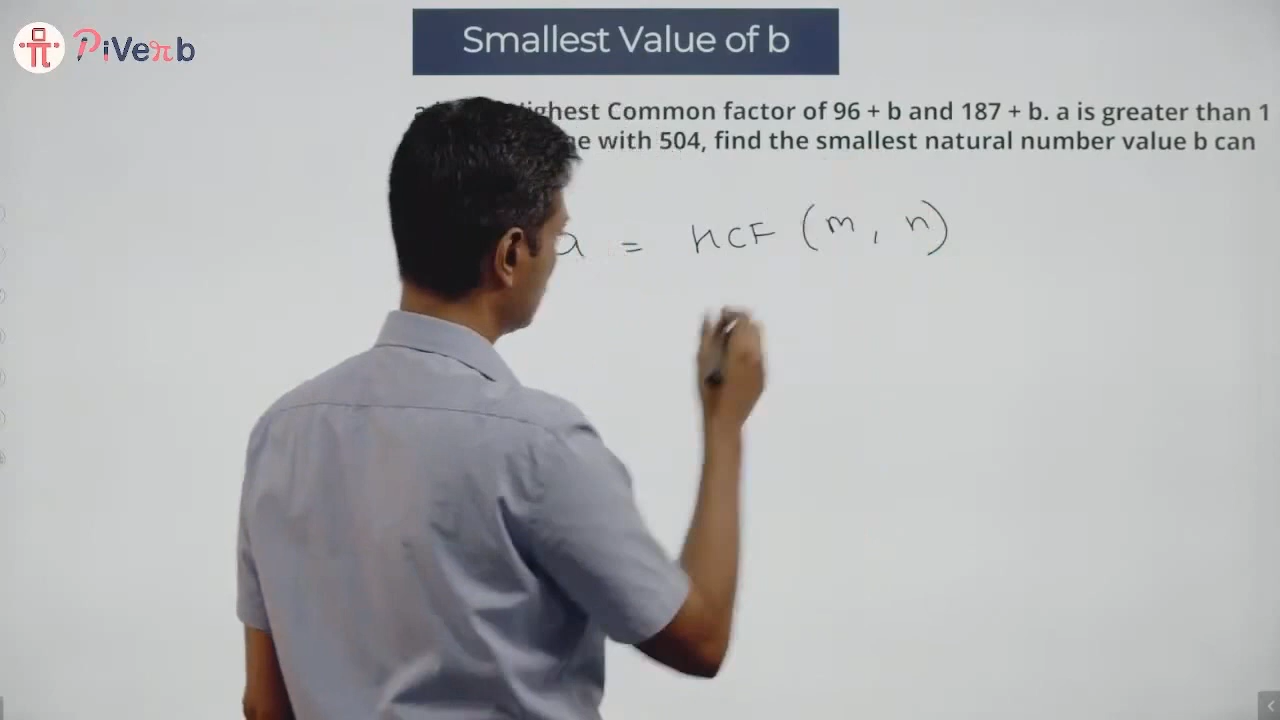 PiVerb
Smallest Value of b
Highest Common factor of 96 + b and 187 + b. a is greater than 1
with 504, find the smallest natural number value b can
a = HCF (m, n)